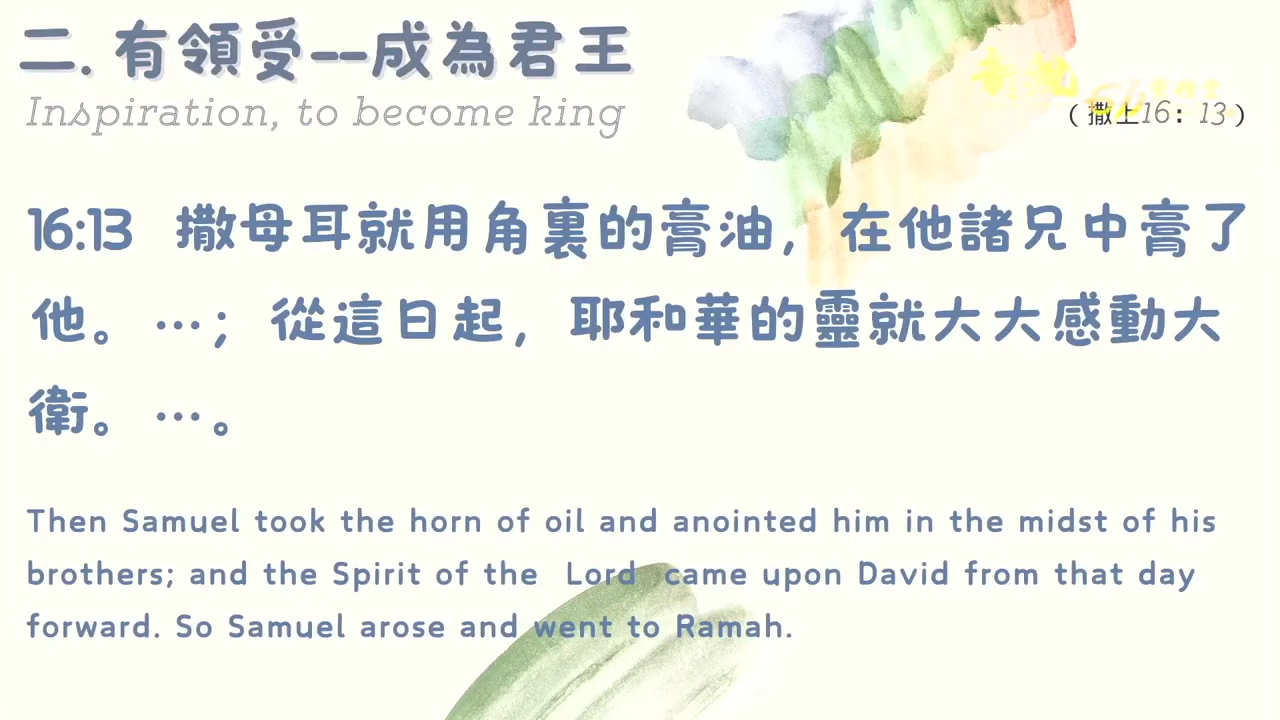 二. 有領受--成為君王
Inspiration, to become king
(撒上16：13)
16:13 撒母耳就用角裏的膏油，在他諸兄中膏了
他。…；從這日起，耶和華的靈就大大感動大
衛。…。
Then Samuel took the horn of oil and anointed him in the midst of his
brothers; and the Spirit of the Lord came upon David from that day
forward. So Samuel arose and went to Ramah.